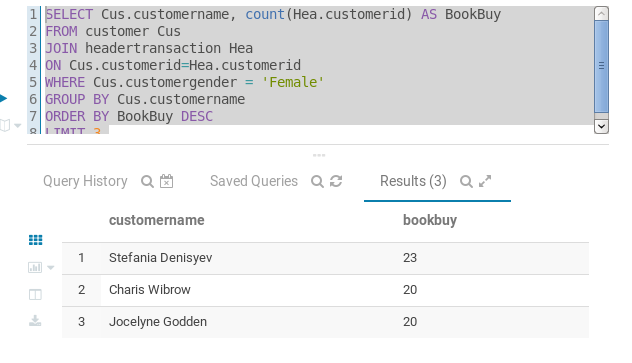 1 SELECT Cus.customername, count(Hea.customerid) AS BookBuy
2 FROM customer Cus
3 JOIN headertransaction Hea
4 ON Cus.customerid=Hea.customerid
5 WHERE Cus.customergender = 'Female'
6 GROUP BY Cus.customername
7 ORDER BY BookBuy DESC
8 LIMIT 3
Query History Saved Queries Results (3)
customername bookbuy
1 Stefania Denisyev 23
2 Charis Wibrow 20
3 Jocelyne Godden 20